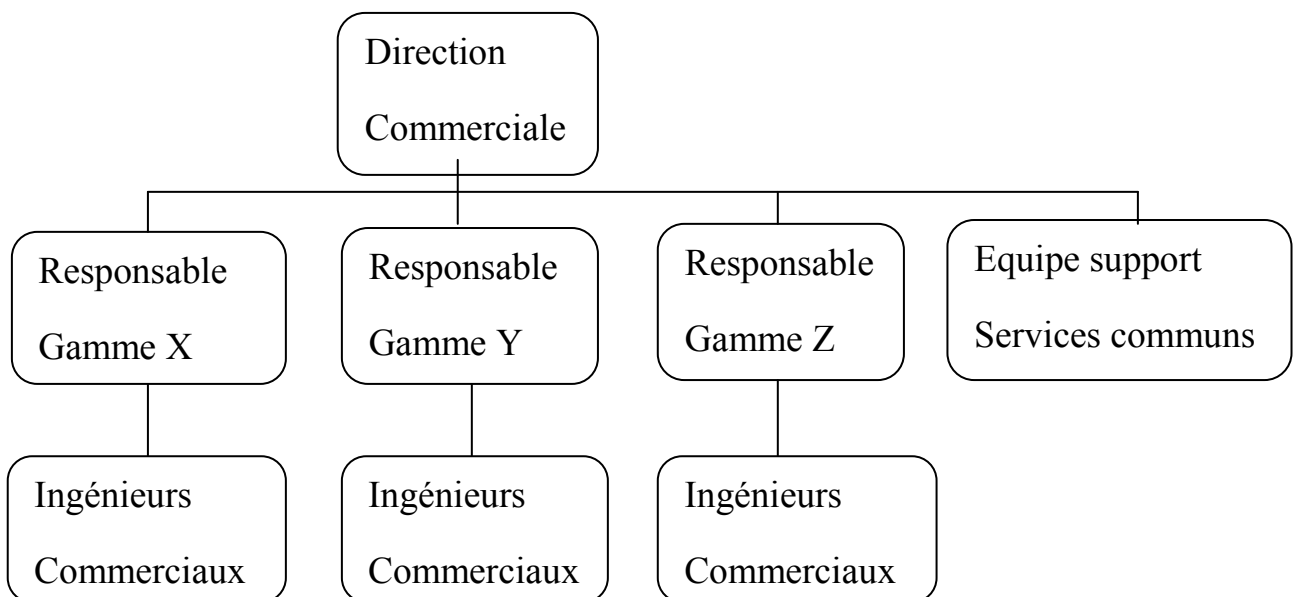 Direction
Commerciale
Responsable
Gamme X
Responsable
Gamme Y
Responsable
Gamme Z
Equipe support
Services communs
Ingénieurs
Commerciaux
Ingénieurs
Commerciaux
Ingénieurs
Commerciaux